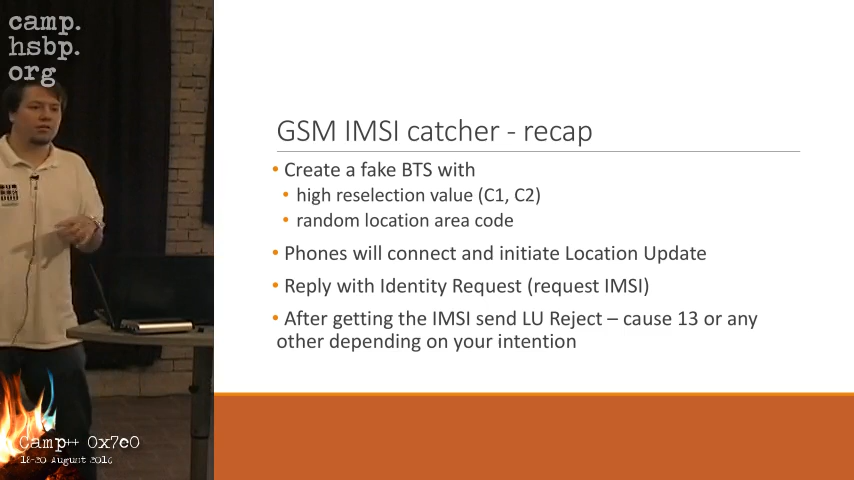 camp.
hsbp.
org
GSM IMSI catcher - recap
• Create a fake BTS with
• high reselection value (C1, C2)
• random location area code
• Phones will connect and initiate Location Update
• Reply with Identity Request (request IMSI)
• After getting the IMSI send LU Reject – cause 13 or any
other depending on your intention
Camp++ 0x7e0
18-20 August 2016